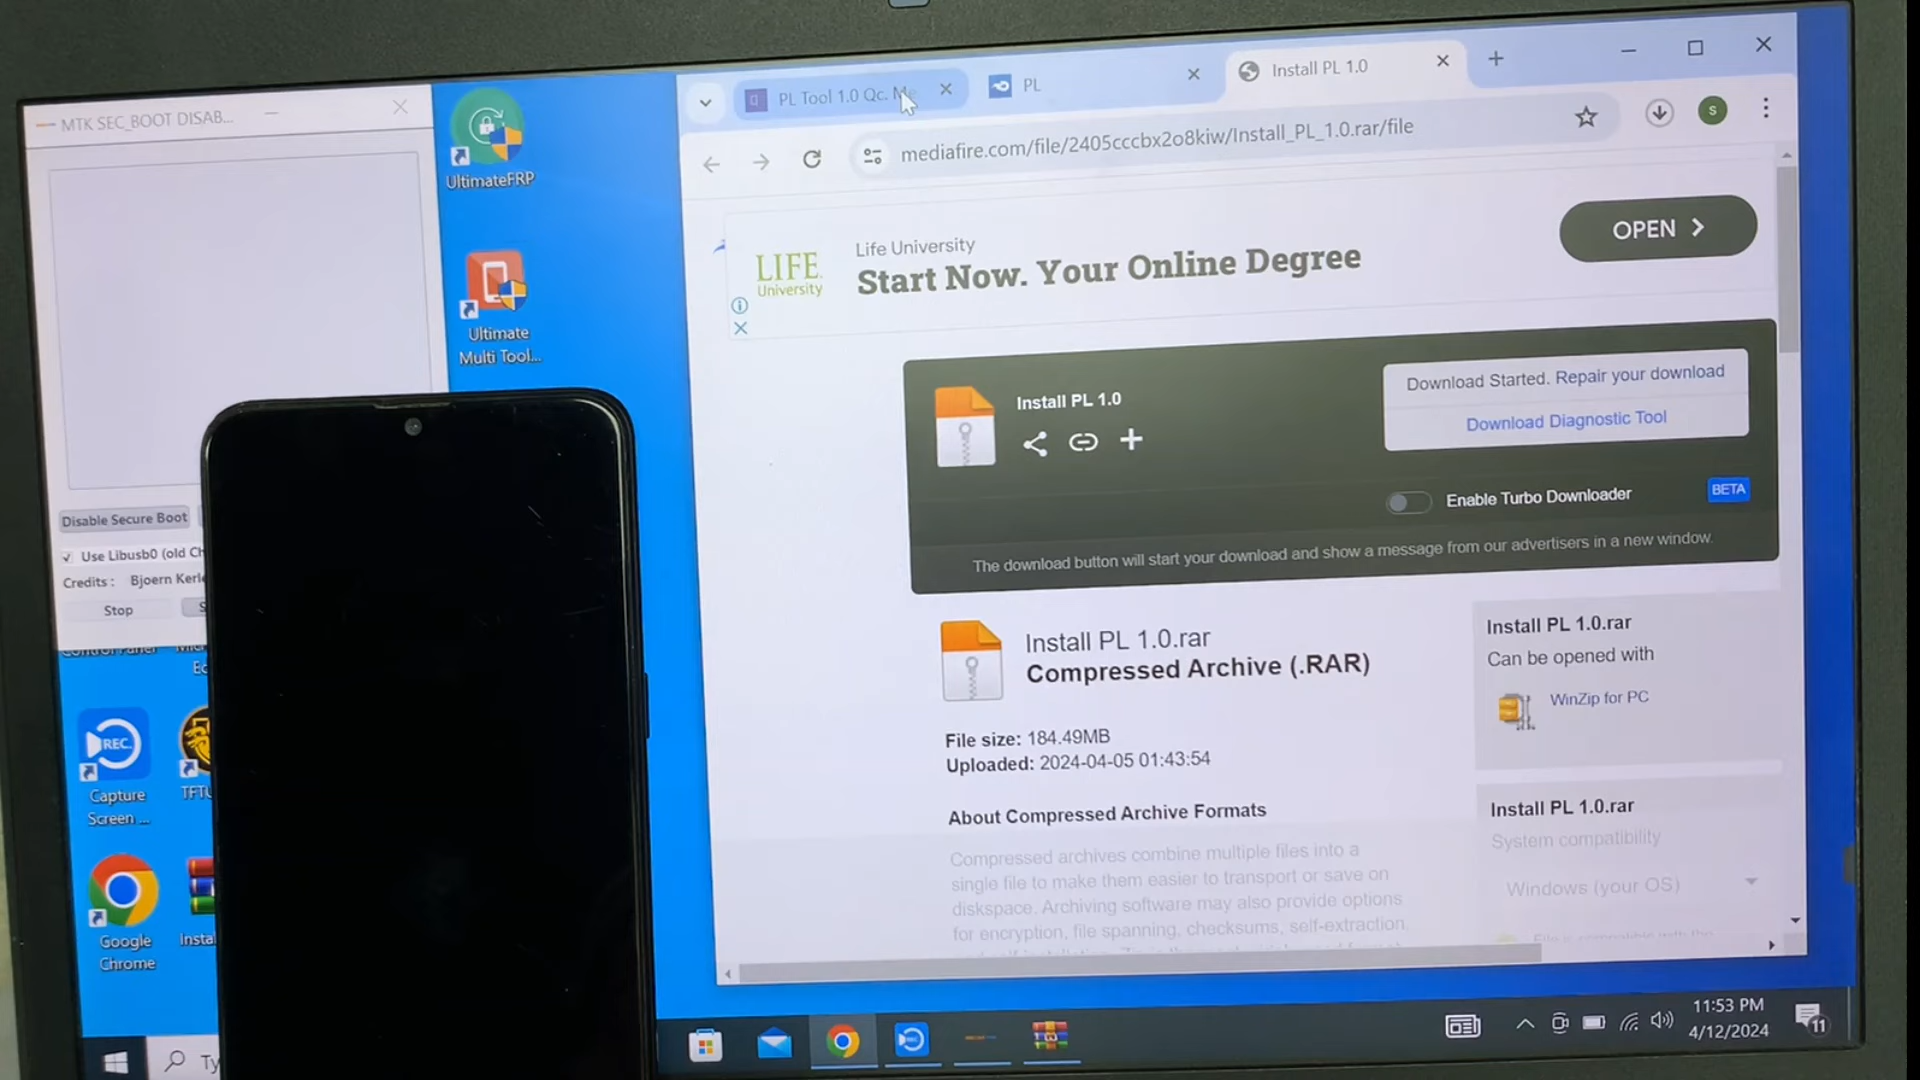 MTK SEC_BOOT DISAB...
Disable Secure Boot
Use Libusb0 (old Ch
Credits :
Bjoern Kerle
Stop
S
UltimateFRP
Ultimate
Multi Tool...
Ec
REC
Capture
Screen ...
Google
Chrome
Instal
PL Tool 1.0 Qc. Me
PL
Install PL 1.0
mediafire.com/file/2405cccbx2o8kiw/Install_PL_1.0.rar/file
S
LIFE
University
Life University
Start Now. Your Online Degree
OPEN
Install PL 1.0
Download Started. Repair your download
Download Diagnostic Tool
Enable Turbo Downloader
BETA
The download button will start your download and show a message from our advertisers in a new window.
Install PL 1.0.rar
Compressed Archive (.RAR)
File size: 184.49MB
Uploaded: 2024-04-05 01:43:54
About Compressed Archive Formats
Compressed archives combine multiple files into a
single file to make them easier to transport or save on
diskspace. Archiving software may also provide options
for encryption, file spanning, checksums, self-extraction,
Install PL 1.0.rar
Can be opened with
WinZip for PC
Install PL 1.0.rar
System compatibility
Windows (your OS)
Ty
11:53 PM
4/12/2024
11